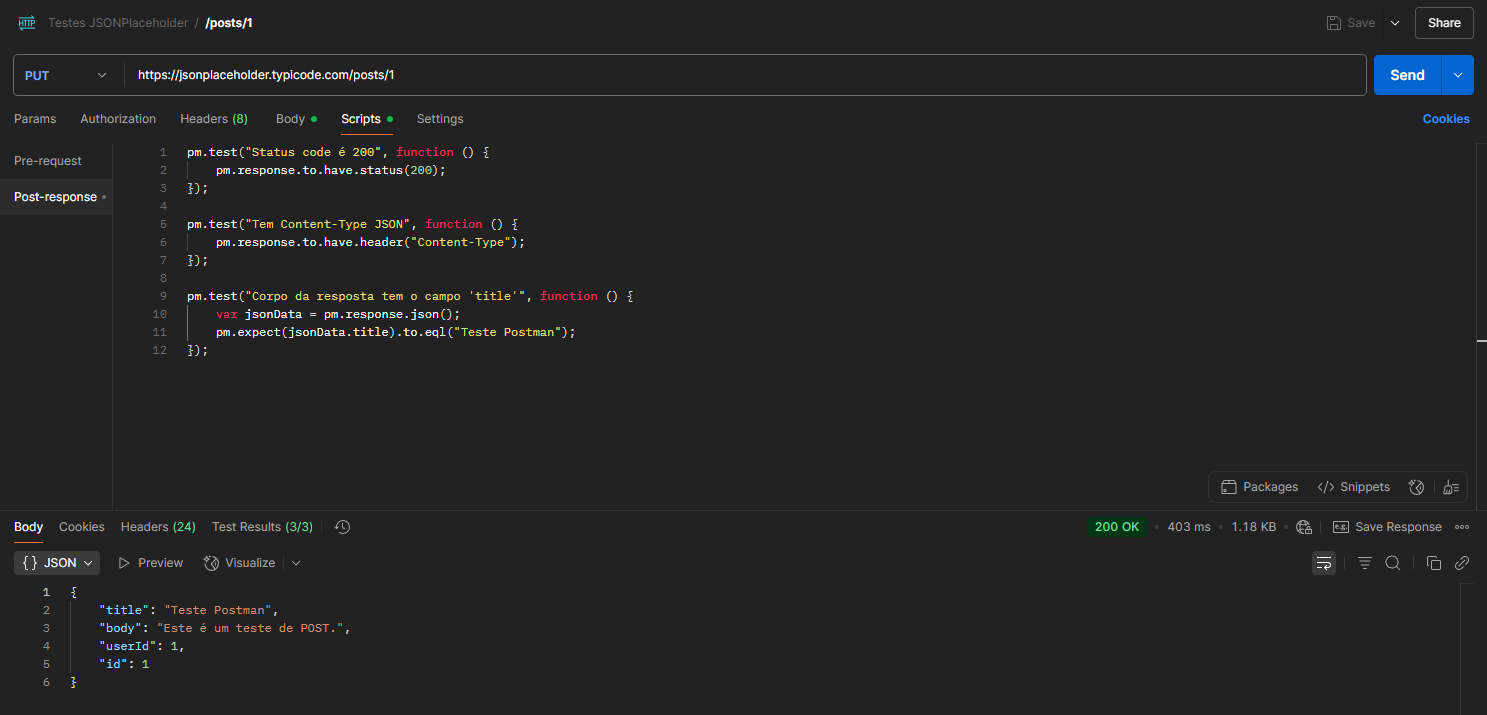 HTTP Testes JSONPlaceholder / /posts/1 Save Share
PUT https://jsonplaceholder.typicode.com/posts/1 Send
Params Authorization Headers (8) Body Scripts Settings Cookies
Pre-request
Post-response
1 pm.test("Status code é 200", function () {
2 pm.response.to.have.status(200);
3 });
4
5 pm.test("Tem Content-Type JSON", function () {
6 pm.response.to.have.header("Content-Type");
7 });
8
9 pm.test("Corpo da resposta tem o campo 'title'", function () {
10 var jsonData = pm.response.json();
11 pm.expect(jsonData.title).to.eql("Teste Postman");
12 });
Packages </> Snippets
Body Cookies Headers (24) Test Results (3/3) 200 OK • 403 ms • 1.18 KB • e.g. Save Response
{} JSON Preview Visualize
1 {
2 "title": "Teste Postman",
3 "body": "Este é um teste de POST.",
4 "userId": 1,
5 "id": 1
6 }